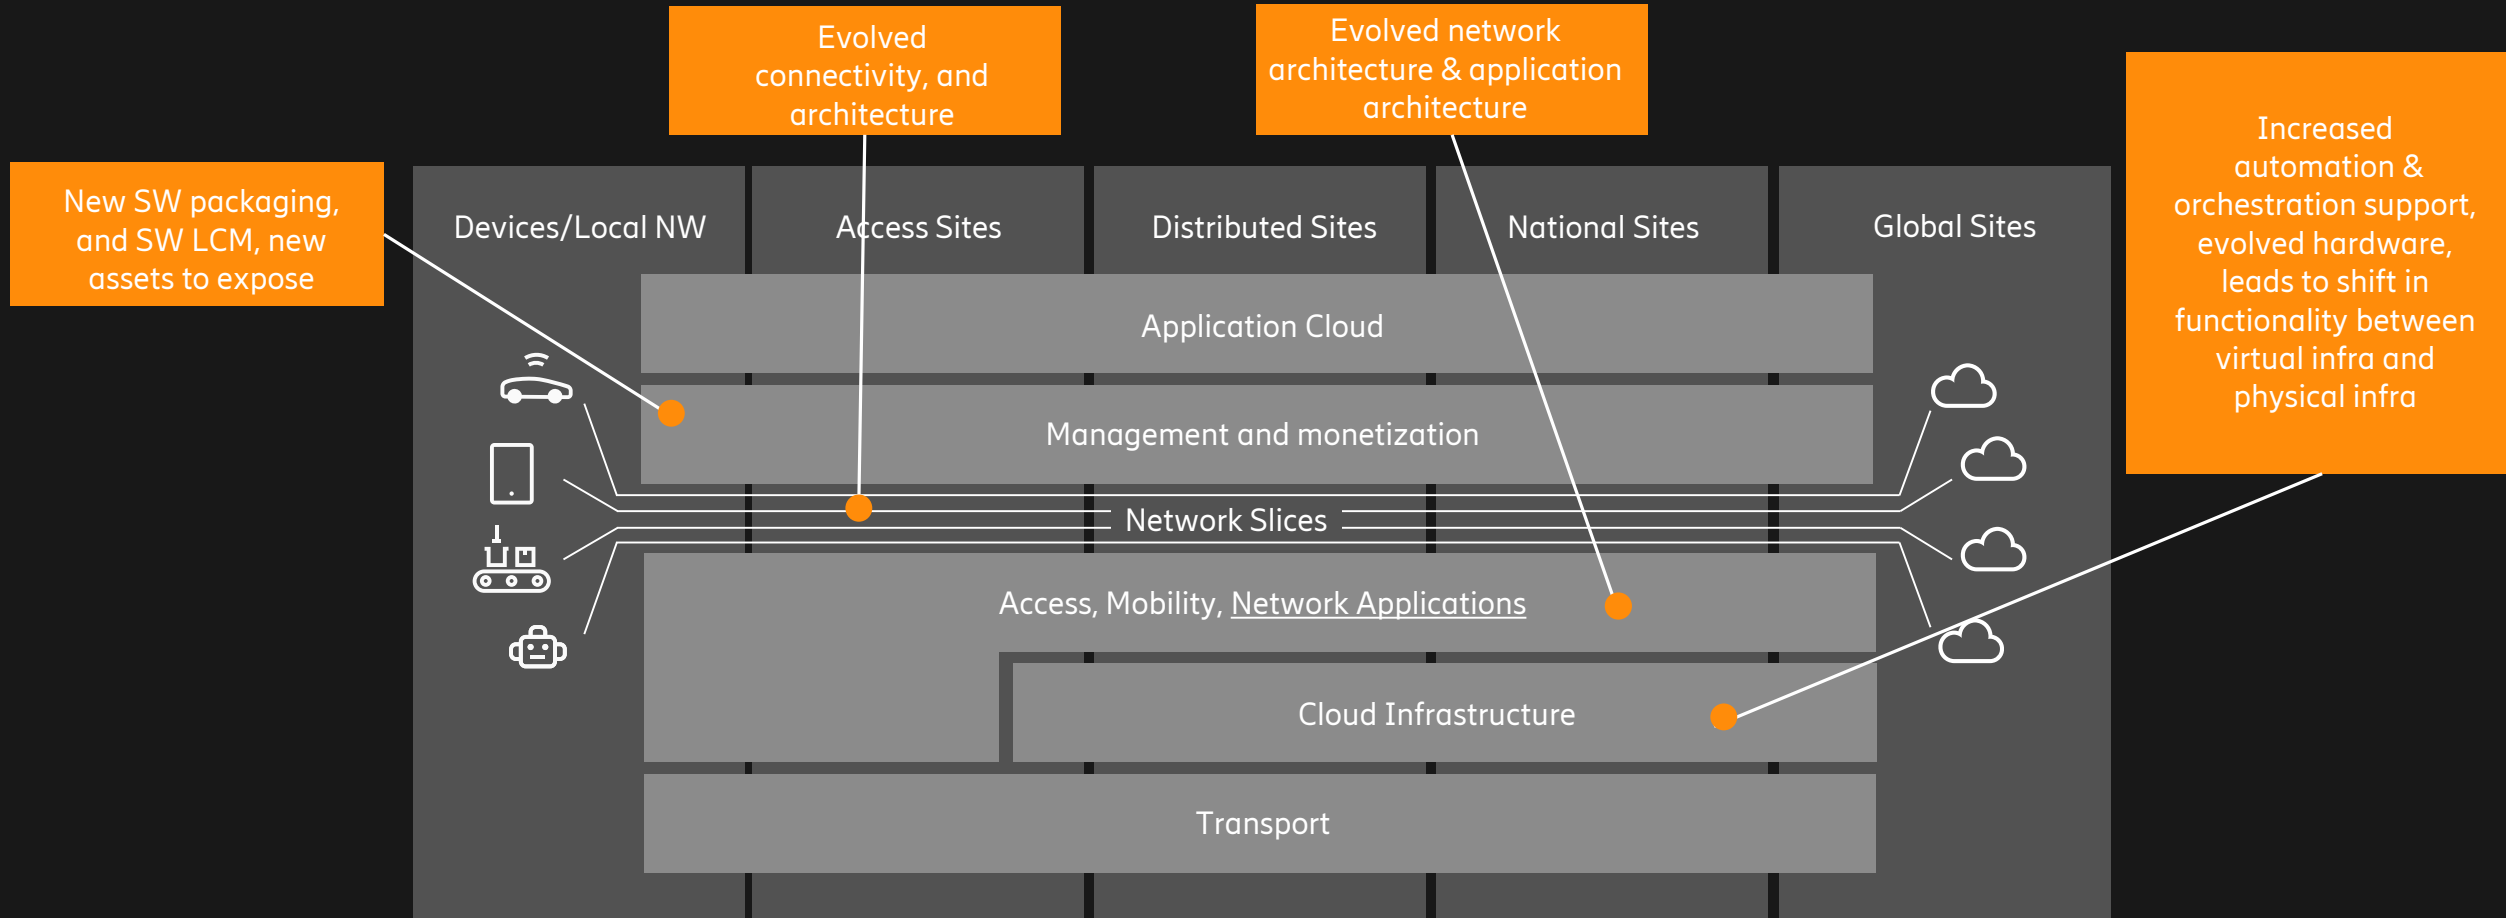 Evolved
connectivity, and
architecture
Evolved network
architecture & application
architecture
Increased
automation &
orchestration support,
evolved hardware,
leads to shift in
functionality between
virtual infra and
physical infra
New SW packaging,
and SW LCM, new
assets to expose
Devices/Local NW
Access Sites
Distributed Sites
National Sites
Global Sites
Application Cloud
Management and monetization
Network Slices
Access, Mobility, Network Applications
Cloud Infrastructure
Transport